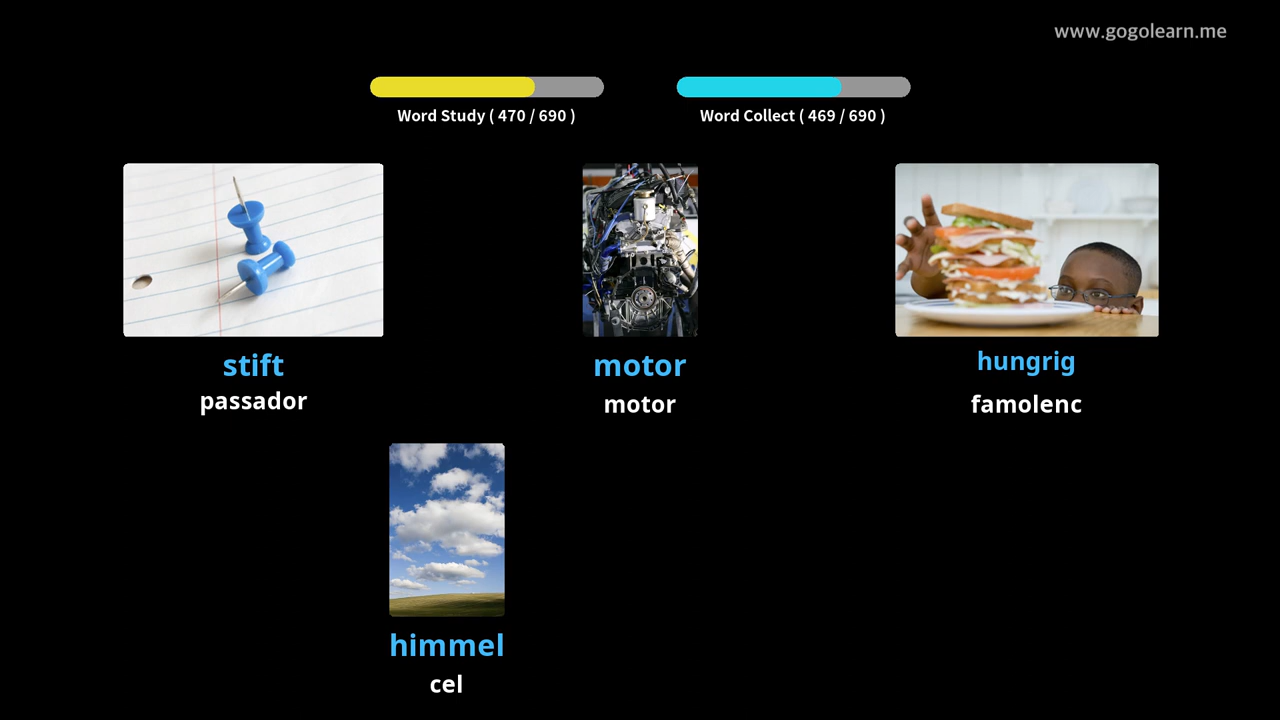 www.gogolearn.me
Word Study ( 470 / 690 )
Word Collect ( 469 / 690 )
stift
passador
motor
motor
hungrig
famolenc
himmel
cel